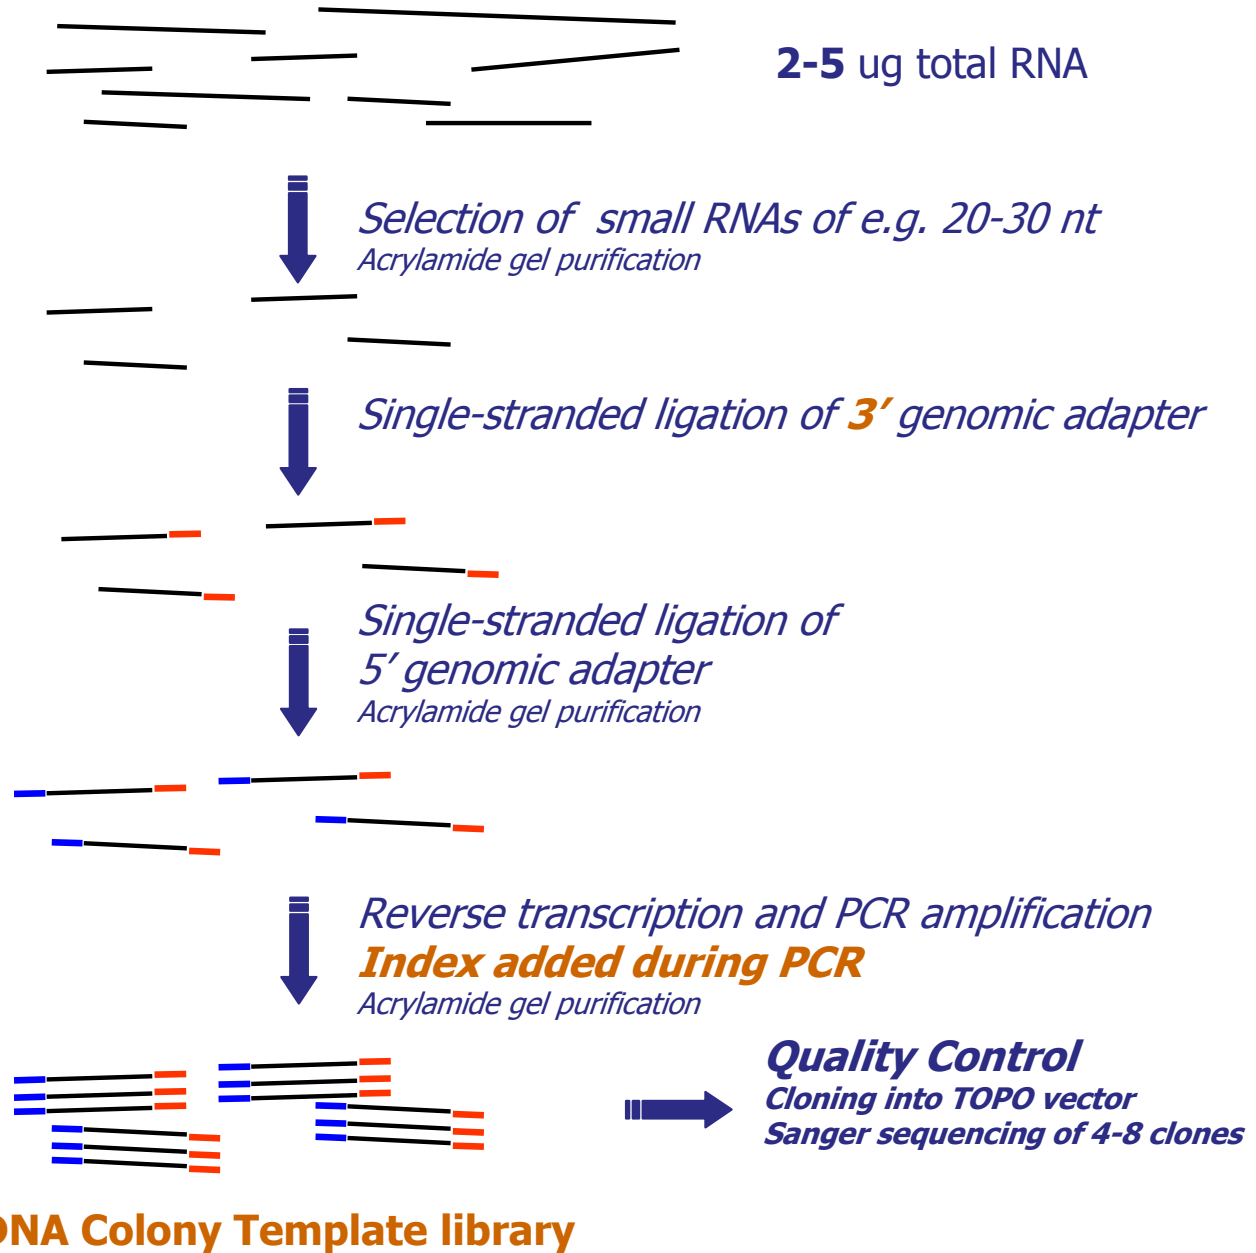 2-5 ug total RNA
Selection of small RNAs of e.g. 20-30 nt
Acrylamide gel purification
Single-stranded ligation of 3′ genomic adapter
Single-stranded ligation of
5′ genomic adapter
Acrylamide gel purification
Reverse transcription and PCR amplification
Index added during PCR
Acrylamide gel purification
Quality Control
Cloning into TOPO vector
Sanger sequencing of 4-8 clones
DNA Colony Template library